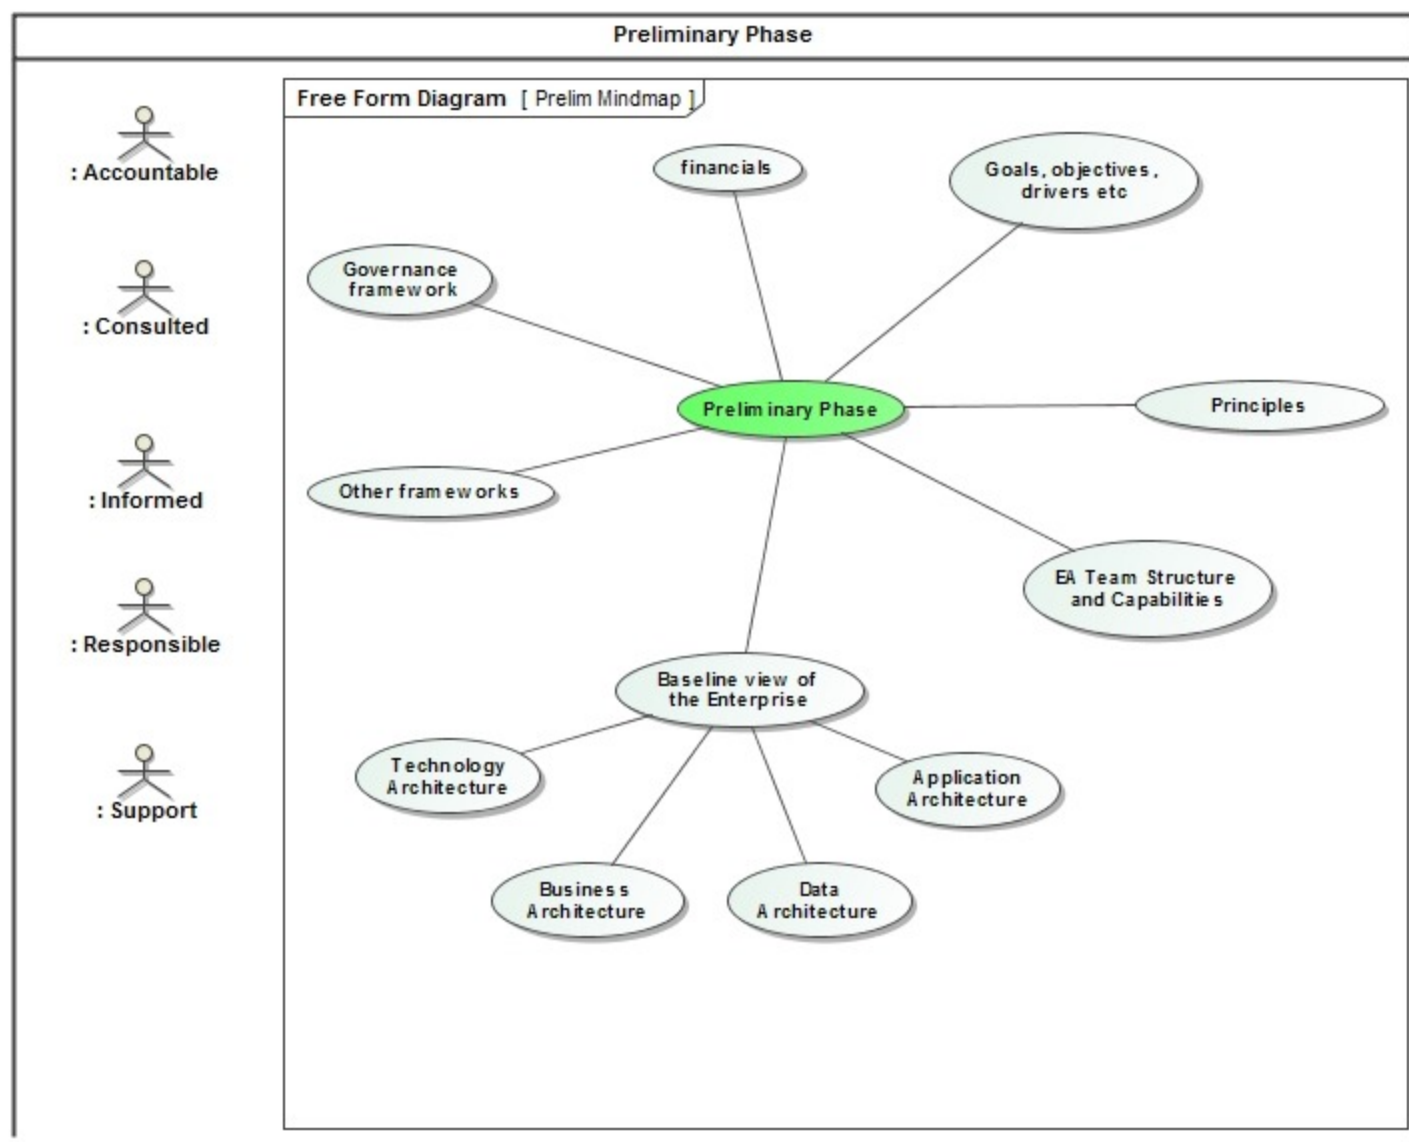 Preliminary Phase
Free Form Diagram [ Prelim Mindmap ]
: Accountable
: Consulted
: Informed
: Responsible
: Support
financials
Goals, objectives,
drivers etc
Governance
framework
Preliminary Phase
Principles
Other frameworks
EA Team Structure
and Capabilities
Baseline view of
the Enterprise
Technology
Architecture
Application
Architecture
Business
Architecture
Data
Architecture